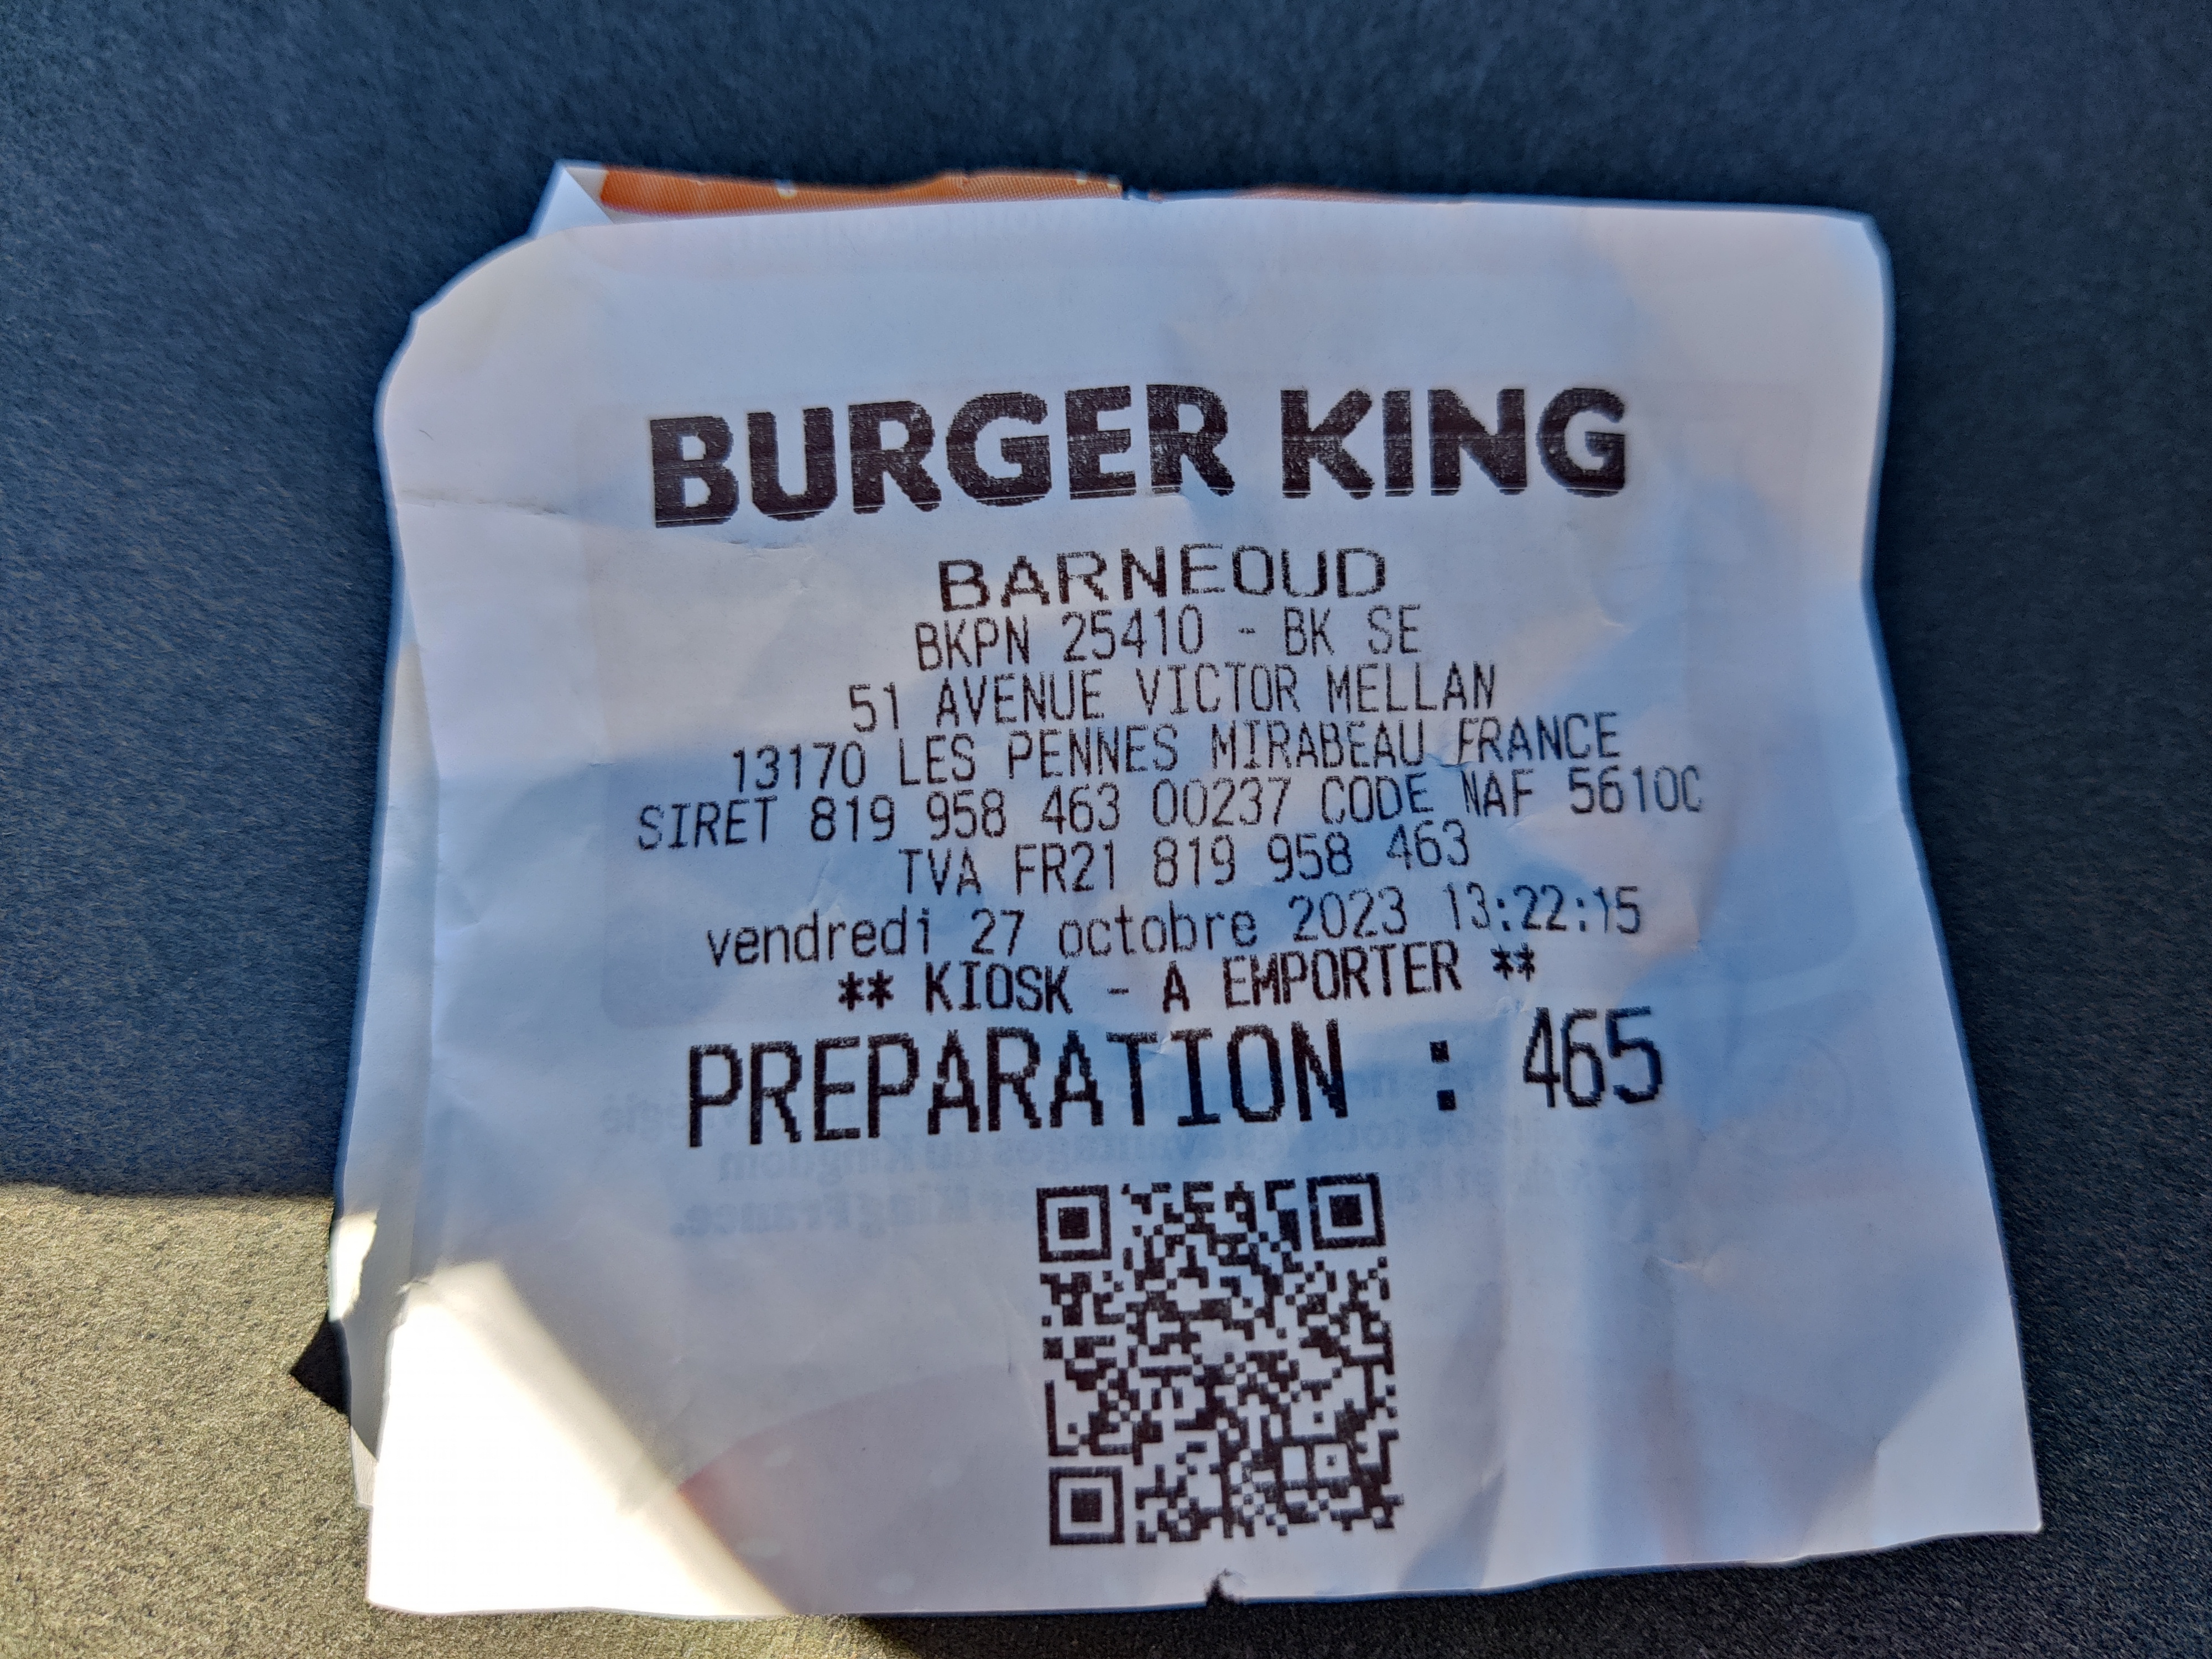 BURGER KING
BARNEOUD
BKPN 25410 - BK SE
51 AVENUE VICTOR MELLAN
13170 LES PENNES MIRABEAU FRANCE
SIRET 819 958 463 00237 CODE NAF 5610C
TVA FR21 819 958 463
vendredi 27 octobre 2023 13:22:15
** KIOSK - A EMPORTER **
PREPARATION : 465